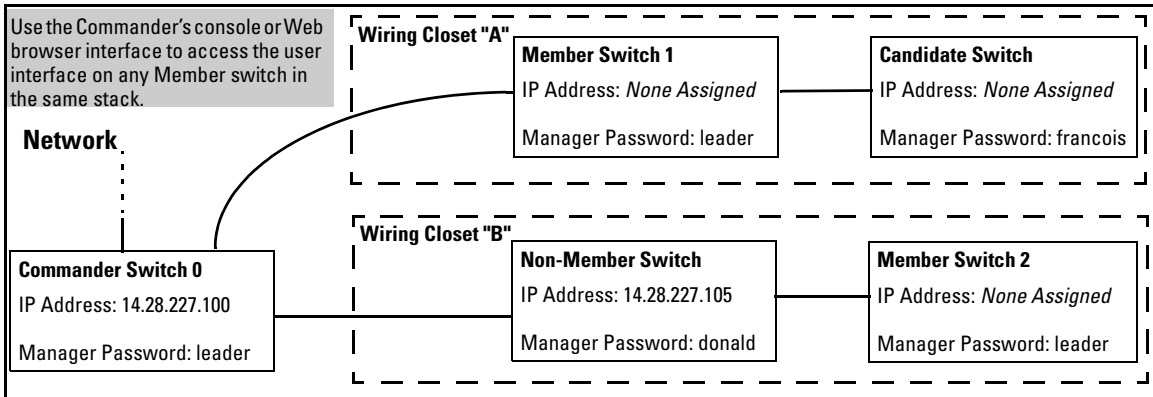 Use the Commander's console or Web
browser interface to access the user
interface on any Member switch in
the same stack.
Network
Wiring Closet "A"
Member Switch 1
IP Address: None Assigned
Manager Password: leader
Candidate Switch
IP Address: None Assigned
Manager Password: francois
Commander Switch 0
IP Address: 14.28.227.100
Manager Password: leader
Wiring Closet "B"
Non-Member Switch
IP Address: 14.28.227.105
Manager Password: donald
Member Switch 2
IP Address: None Assigned
Manager Password: leader